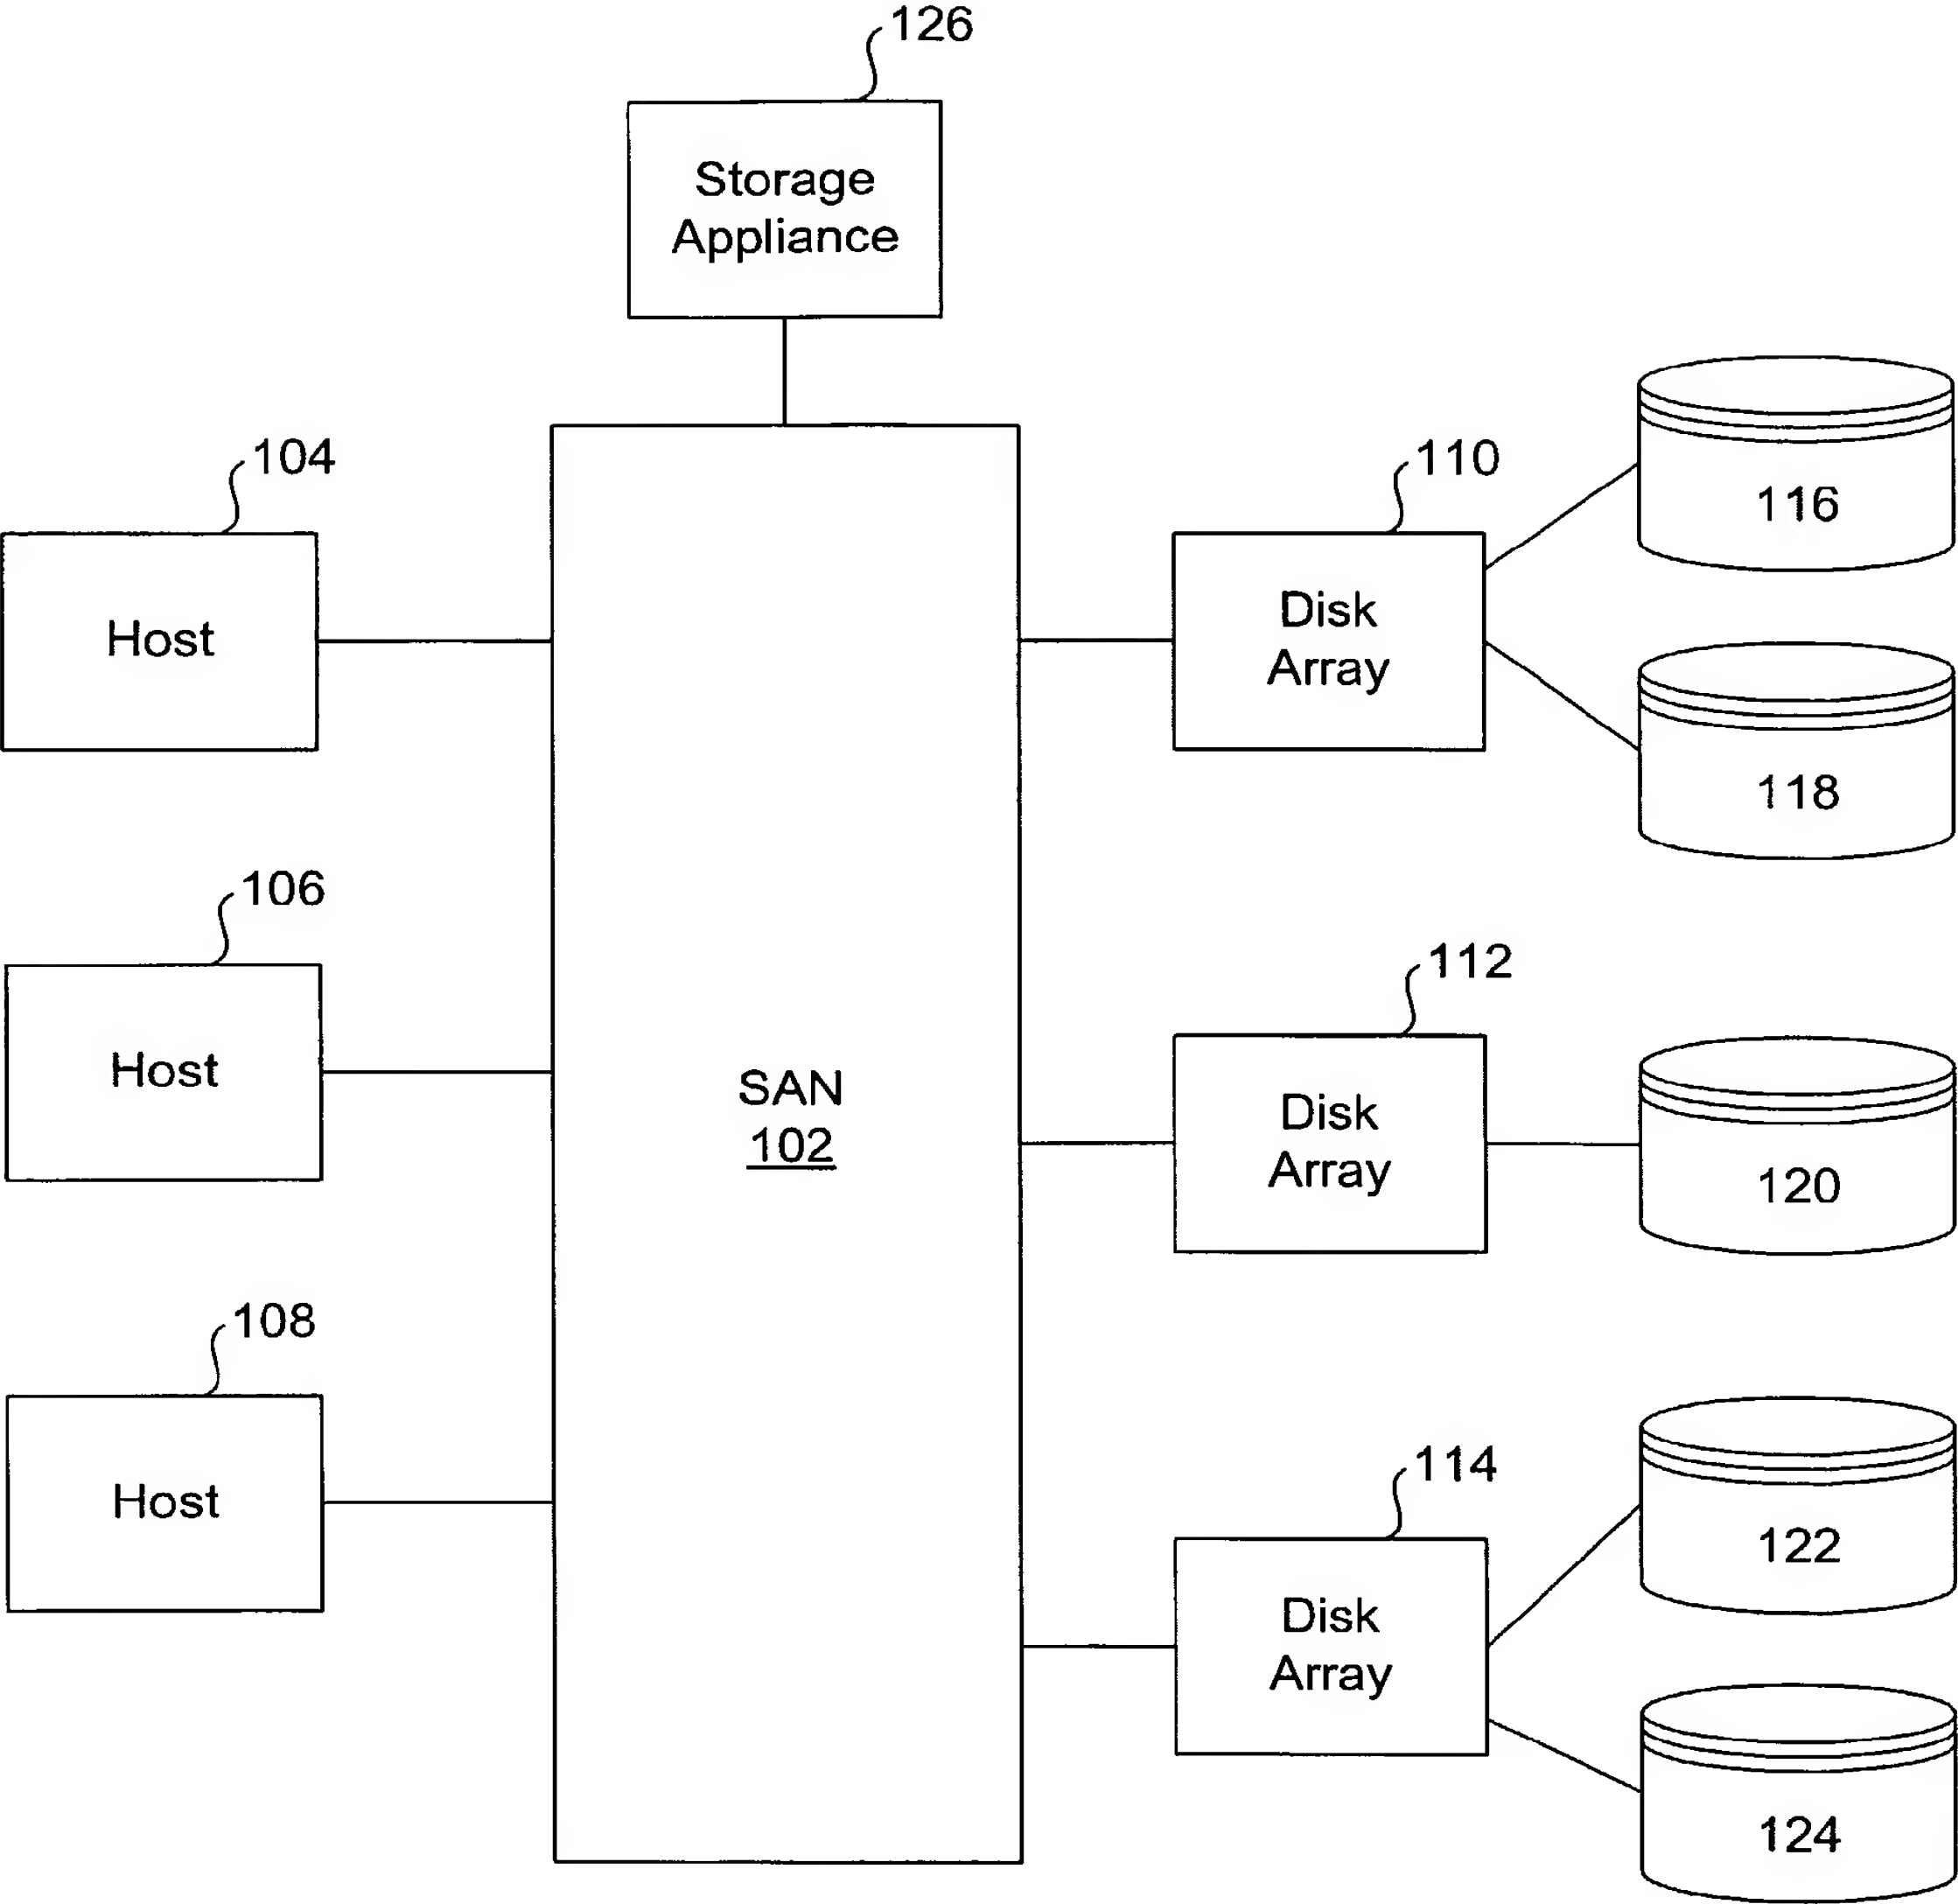 126
Storage
Appliance
104
Host
106
Host
108
Host
SAN
102
110
Disk
Array
116
118
112
Disk
Array
120
114
Disk
Array
122
124